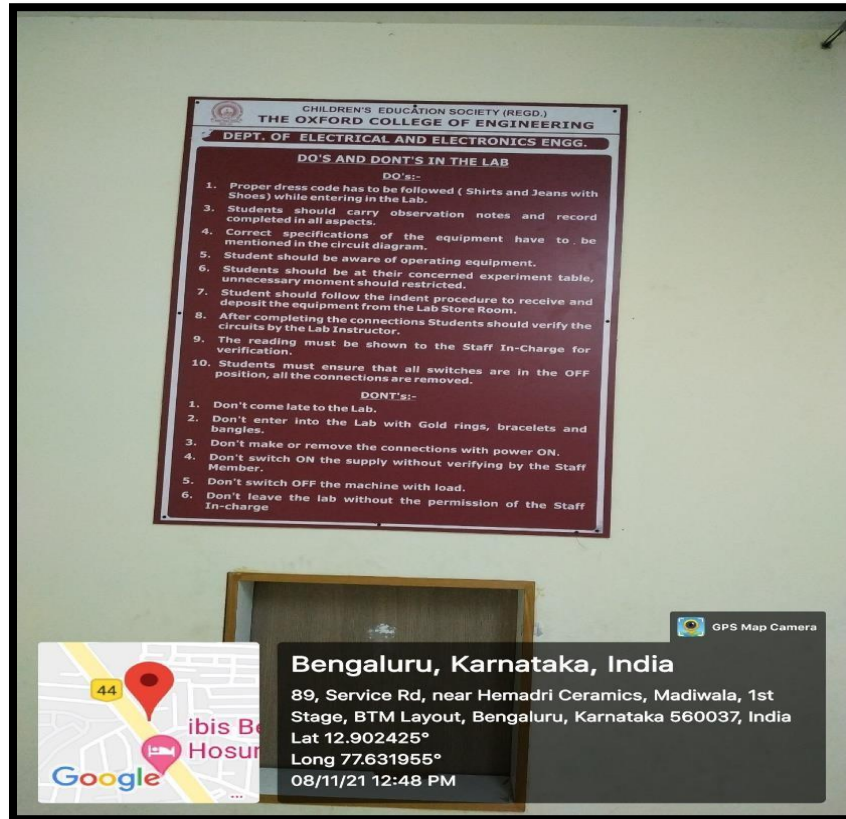 CHILDREN'S EDUCATION SOCIETY (REGD.)
THE OXFORD COLLEGE OF ENGINEERING
DEPT. OF ELECTRICAL AND ELECTRONICS ENGG.
DO'S AND DONT'S IN THE LAB
DO's:-
1. Proper dress code has to be followed ( Shirts and Jeans with
Shoes) while entering in the Lab.
3. Students should carry observation notes and record
completed in all aspects.
4. Correct specifications of the equipment have to be
mentioned in the circuit diagram.
5. Student should be aware of operating equipment.
6. Students should be at their concerned experiment table,
unnecessary moment should restricted.
7. Student should follow the indent procedure to receive and
deposit the equipment from the Lab Store Room.
8. After completing the connections Students should verify the
circuits by the Lab Instructor.
9. The reading must be shown to the Staff In-Charge for
verification.
10. Students must ensure that all switches are in the OFF
position, all the connections are removed.
DONT's:-
1. Don't come late to the Lab.
2. Don't enter into the Lab with Gold rings, bracelets and
bangles.
3. Don't make or remove the connections with power ON.
4. Don't switch ON the supply without verifying by the Staff
Member.
5. Don't switch OFF the machine with load.
6. Don't leave the lab without the permission of the Staff
In-charge
GPS Map Camera
44
ibis Be
Hosur
Google
Bengaluru, Karnataka, India
89, Service Rd, near Hemadri Ceramics, Madiwala, 1st
Stage, BTM Layout, Bengaluru, Karnataka 560037, India
Lat 12.902425°
Long 77.631955°
08/11/21 12:48 PM